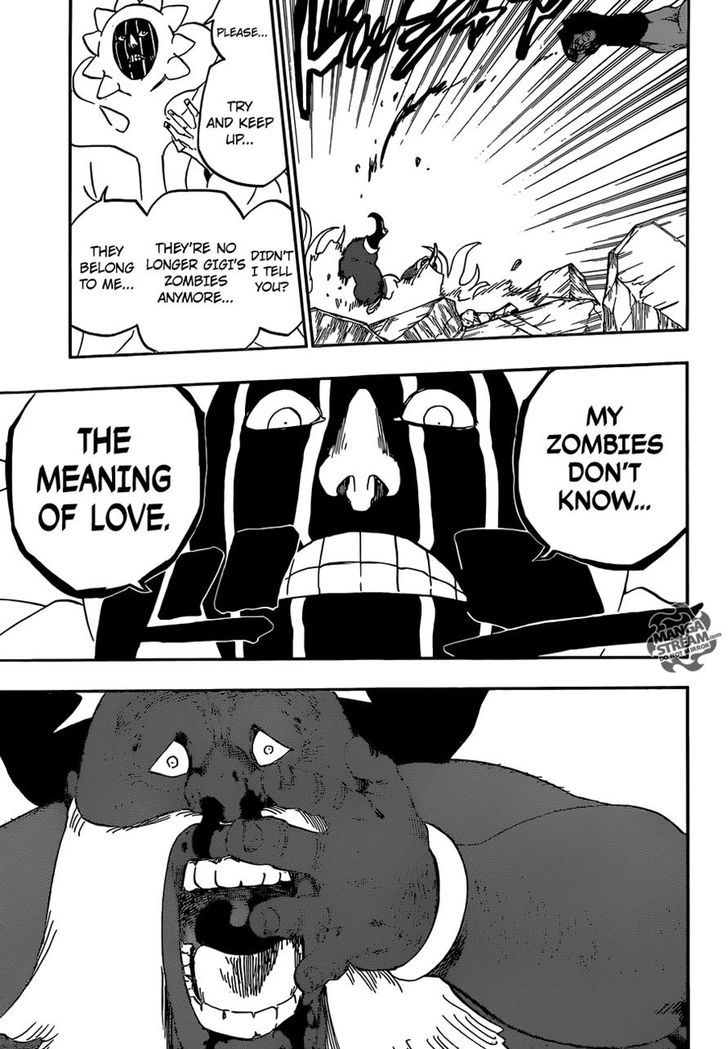 PLEASE...
TRY
AND KEEP
UP...
DIDN'T
I TELL
YOU?
THEY'RE NO
LONGER GIGI'S
ZOMBIES
ANYMORE...
THEY
BELONG
TO ME...
MY
ZOMBIES
DON'T
KNOW...
THE
MEANING
OF LOVE.
MANGA
STREAM.com
DO NOT MIRROR